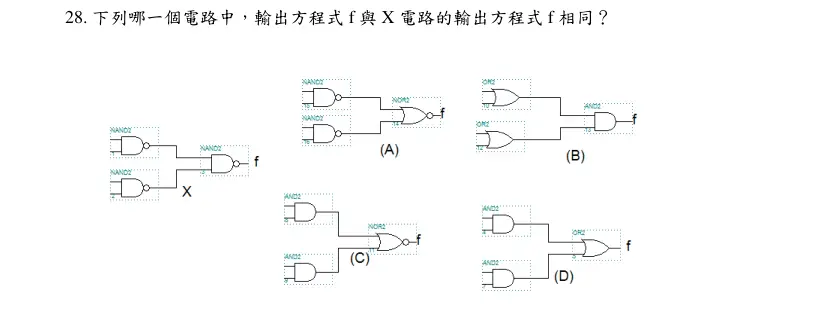 28. 下列哪一個電路中，輸出方程式 f 與 X 電路的輸出方程式 f 相同？
NAND2
NAND2
NAND2
f
X
NAND2
NAND2
NOR2
f
(A)
OR2
OR2
AND2
f
(B)
AND2
AND2
NOR2
f
(C)
AND2
AND2
OR2
f
(D)